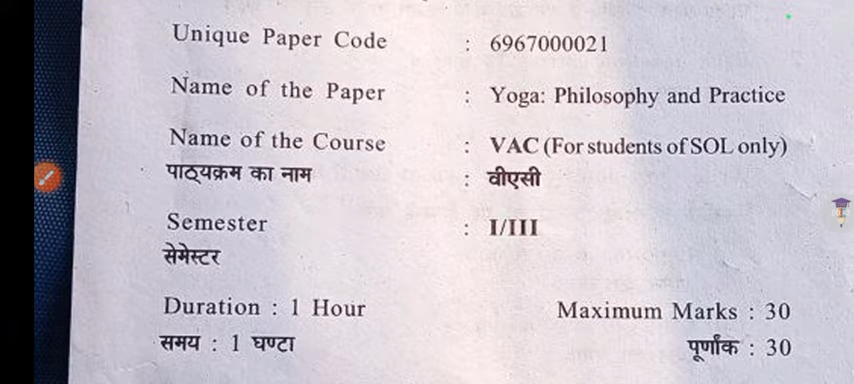 Unique Paper Code : 6967000021
Name of the Paper : Yoga: Philosophy and Practice
Name of the Course : VAC (For students of SOL only)
पाठ्यक्रम का नाम : वीएसी
Semester : I/III
सेमेस्टर
Duration : 1 Hour Maximum Marks : 30
समय : 1 घण्टा पूर्णांक : 30